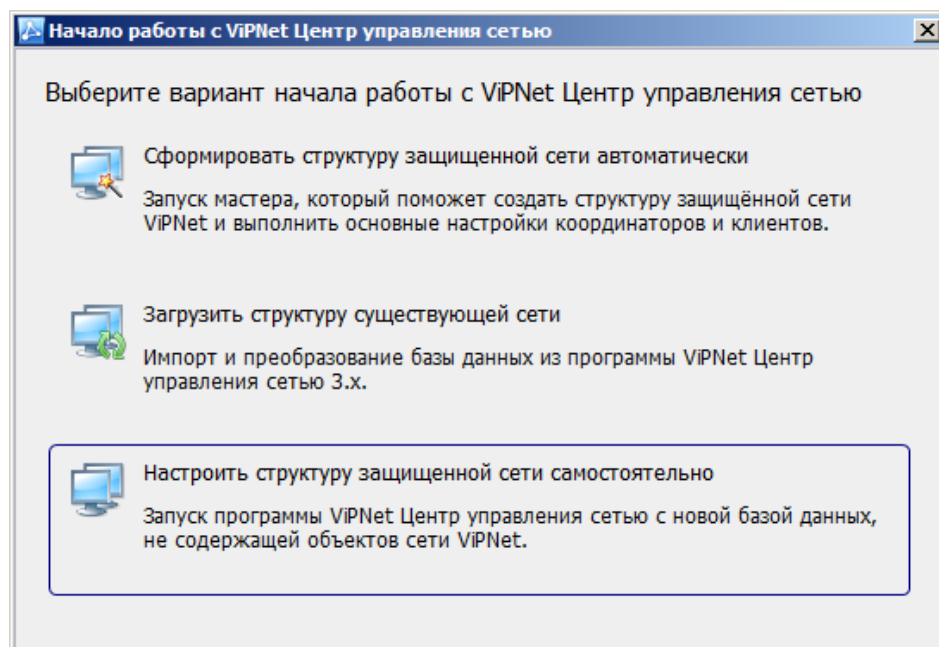 Начало работы с ViPNet Центр управления сетью
Выберите вариант начала работы с ViPNet Центр управления сетью
Сформировать структуру защищенной сети автоматически
Запуск мастера, который поможет создать структуру защищённой сети
ViPNet и выполнить основные настройки координаторов и клиентов.
Загрузить структуру существующей сети
Импорт и преобразование базы данных из программы ViPNet Центр
управления сетью 3.x.
Настроить структуру защищенной сети самостоятельно
Запуск программы ViPNet Центр управления сетью с новой базой данных,
не содержащей объектов сети ViPNet.